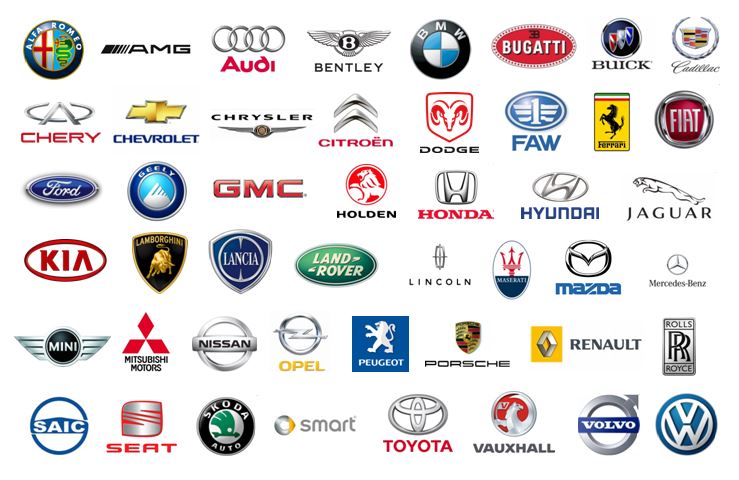 ALFA-ROMEO
AMG
Audi
B
BENTLEY
BMW
EB
BUGATTI
BUICK
Cadillac
CHERY
CHEVROLET
CHRYSLER
CITROËN
DODGE
FAW
Ferrari
FIAT
Ford
GEELY
GMC
HOLDEN
HONDA
HYUNDAI
JAGUAR
KIA
LAMBORGHINI
LANCIA
LAND-
-ROVER
LINCOLN
MASERATI
mazda
Mercedes-Benz
MINI
MITSUBISHI
MOTORS
NISSAN
OPEL
PEUGEOT
PORSCHE
RENAULT
ROLLS
RR
ROYCE
SAIC
SEAT
SKODA
AUTO
smart
TOYOTA
VAUXHALL
VOLVO
VW